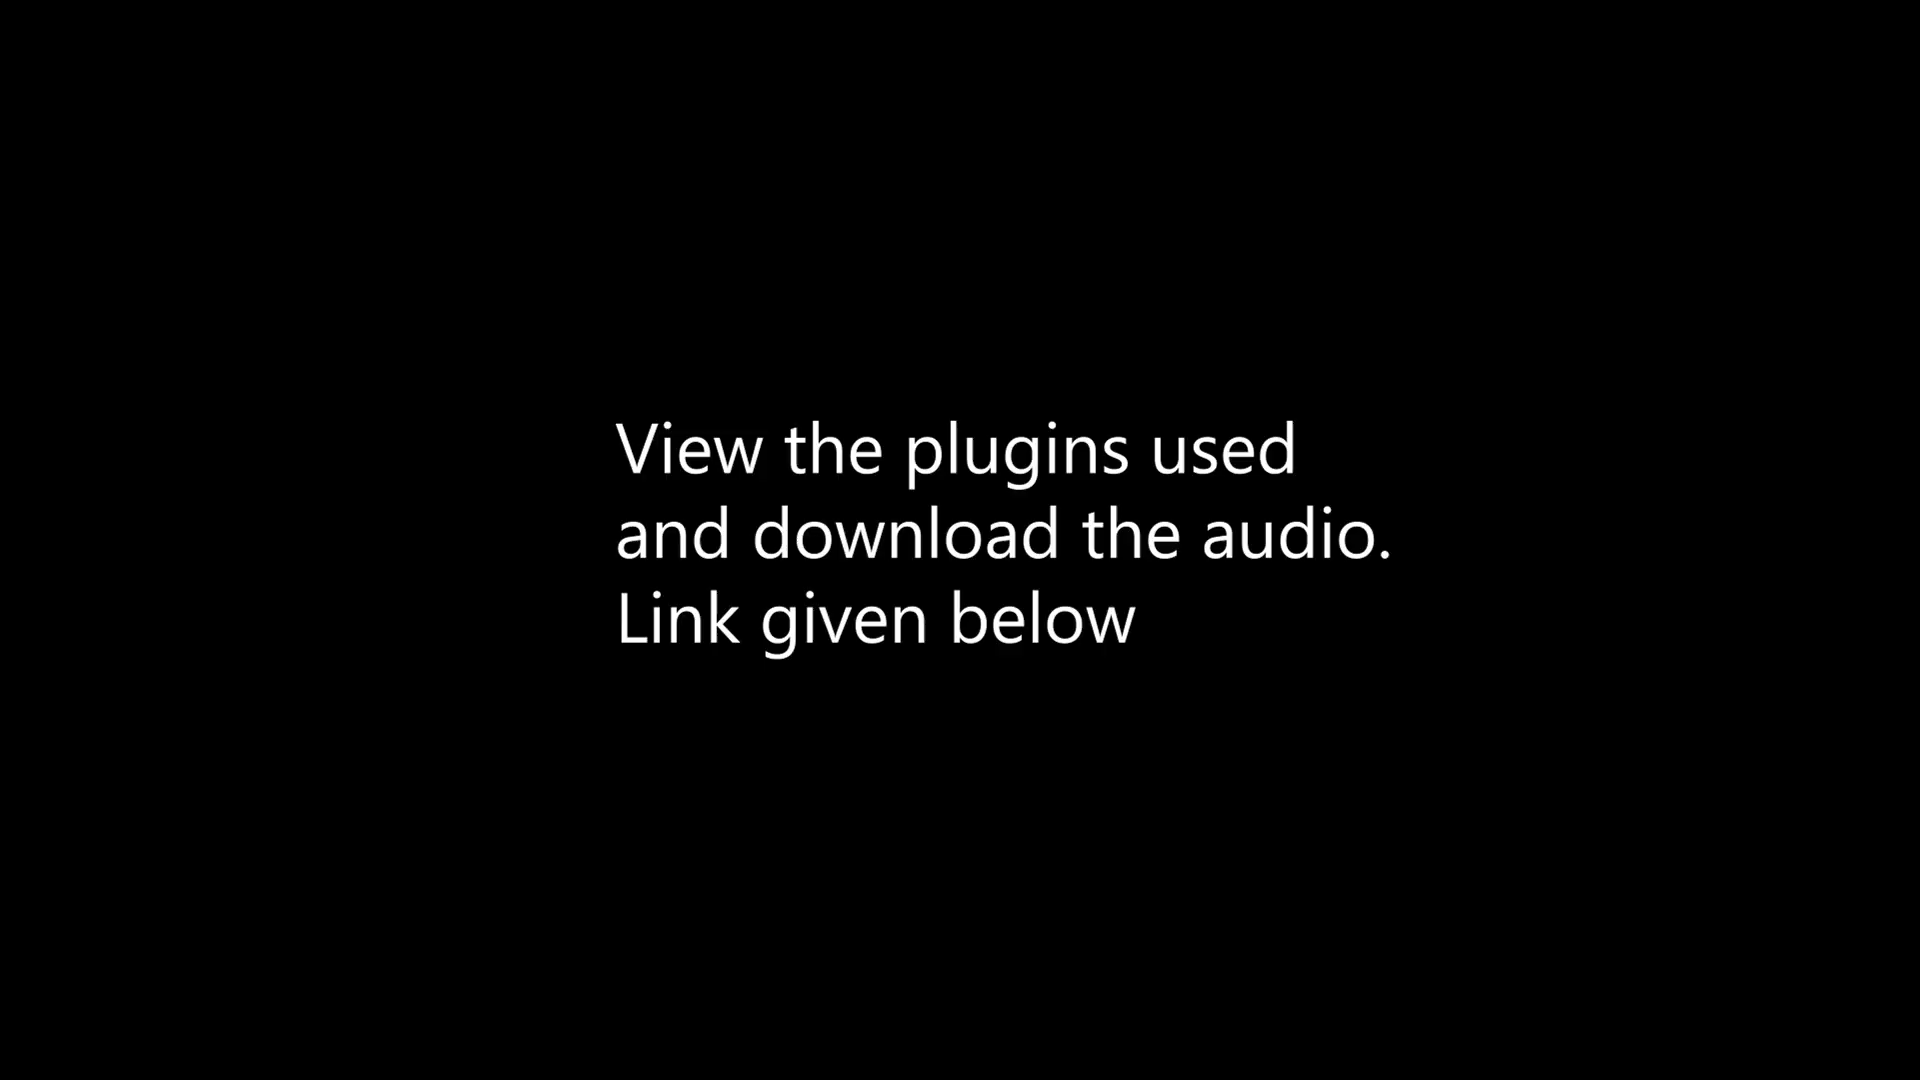 View the plugins used
and download the audio.
Link given below